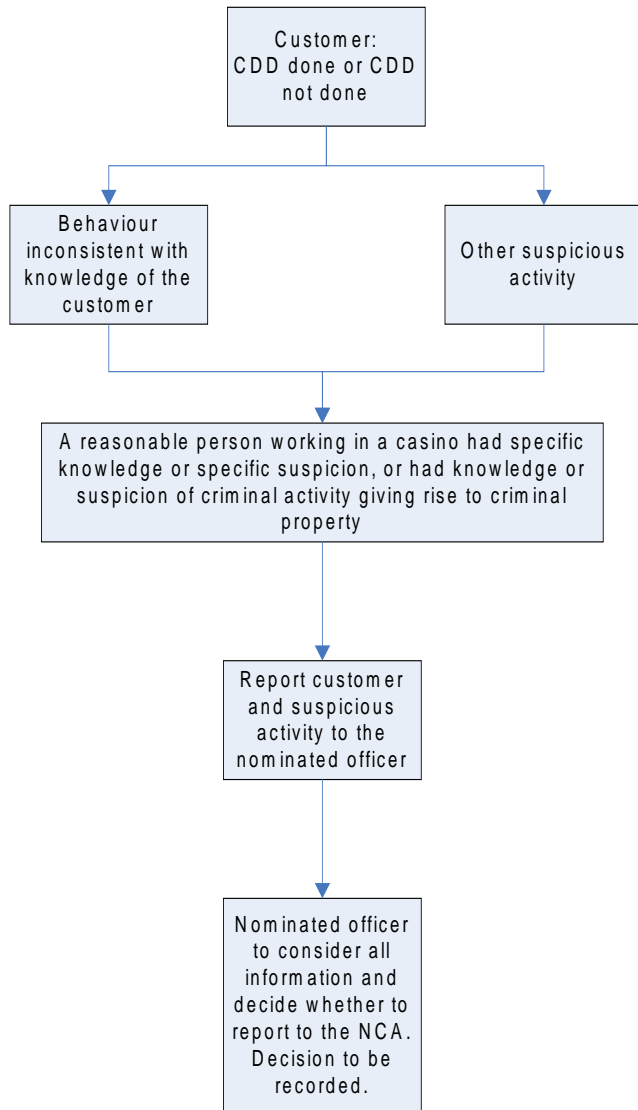 Customer:
CDD done or CDD
not done
Behaviour
inconsistent with
knowledge of the
customer
Other suspicious
activity
A reasonable person working in a casino had specific
knowledge or specific suspicion, or had knowledge or
suspicion of criminal activity giving rise to criminal
property
Report customer
and suspicious
activity to the
nominated officer
Nominated officer
to consider all
information and
decide whether to
report to the NCA.
Decision to be
recorded.